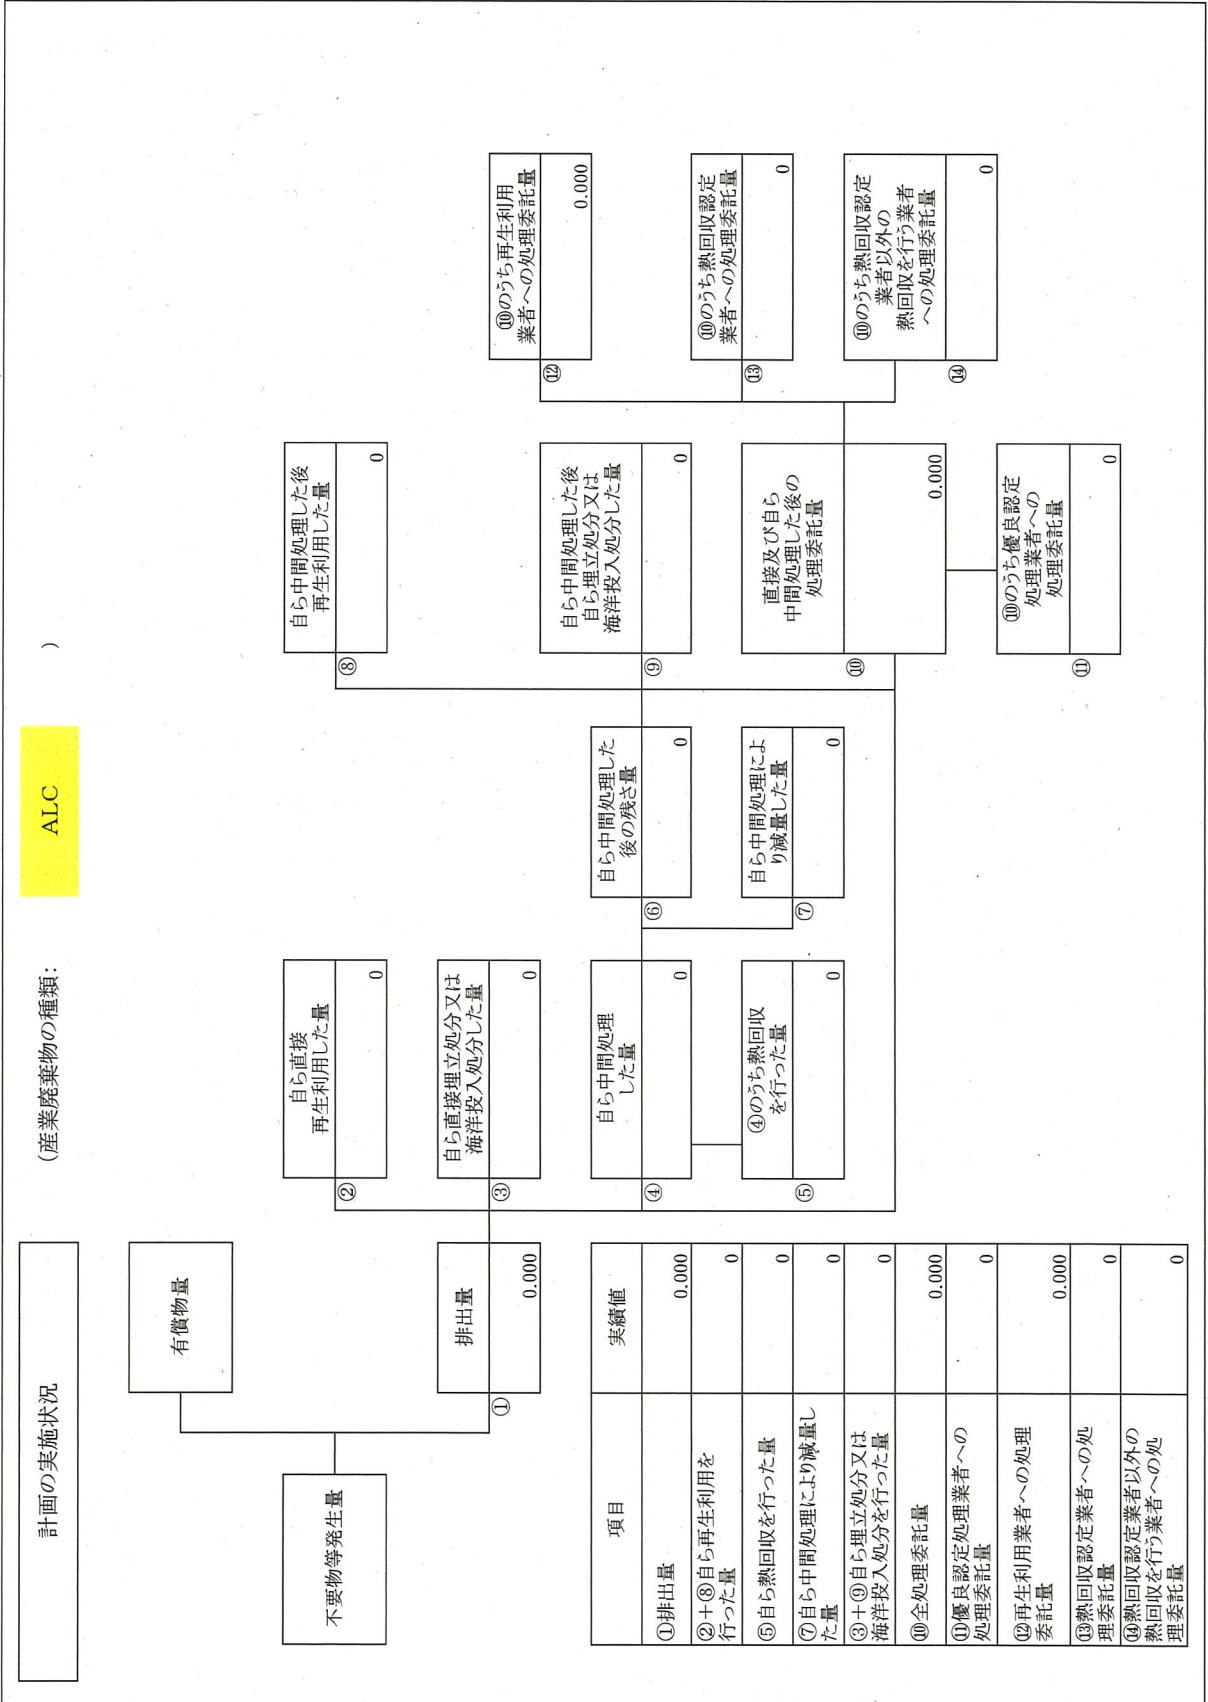 計画の実施状況
(産業廃棄物の種類:
ALC
)
不要物等発生量
有償物量
①
排出量
0.000
②
自ら直接
再生利用した量
0
③
自ら直接埋立処分又は
海洋投入処分した量
0
④
自ら中間処理
した量
0
⑤
④のうち熱回収
を行った量
0
⑥
自ら中間処理した
後の残さ量
0
⑦
自ら中間処理によ
り減量した量
0
⑧
自ら中間処理した後
再生利用した量
0
⑨
自ら中間処理した後
自ら埋立処分又は
海洋投入処分した量
0
⑩
直接及び自ら
中間処理した後の
処理委託量
0.000
⑪
⑩のうち優良認定
処理業者への
処理委託量
0
⑫
⑩のうち再生利用
業者への処理委託量
0.000
⑬
⑩のうち熱回収認定
業者への処理委託量
0
⑭
⑩のうち熱回収認定
業者以外の
熱回収を行う業者
への処理委託量
0
項目
実績値
①排出量
0.000
②+⑧自ら再生利用を
行った量
0
⑤自ら熱回収を行った量
0
⑦自ら中間処理により減量し
た量
0
③+⑨自ら埋立処分又は
海洋投入処分を行った量
0
⑩全処理委託量
0.000
⑪優良認定処理業者への
処理委託量
0
⑫再生利用業者への処理
委託量
0.000
⑬熱回収認定業者への処
理委託量
0
⑭熱回収認定業者以外の
熱回収を行う業者への処
理委託量
0